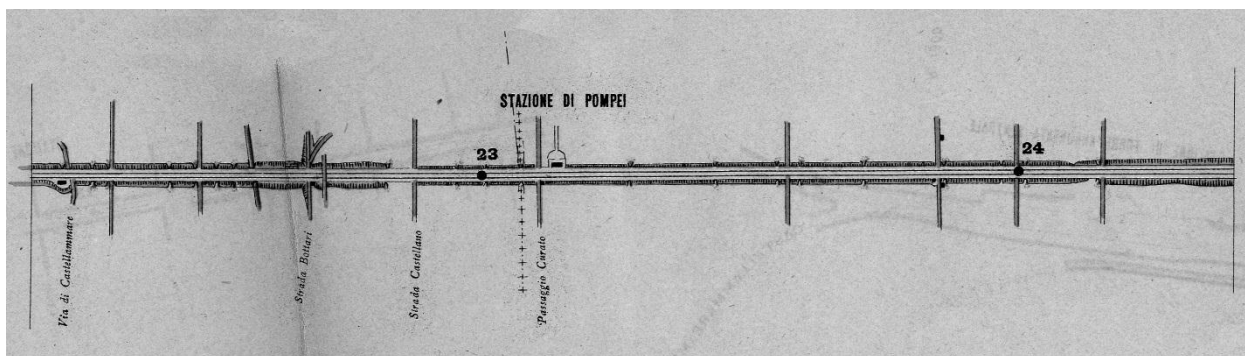 STAZIONE DI POMPEI
23
24
Via di Castellammare
Strada Bottari
Strada Castellano
Passaggio Curato